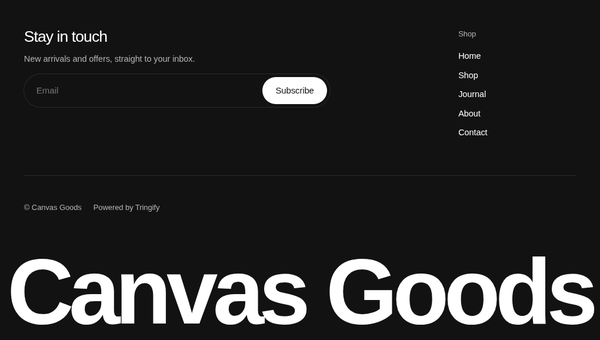 Stay in touch
New arrivals and offers, straight to your inbox.
Email
Subscribe
Shop
Home
Shop
Journal
About
Contact
© Canvas Goods
Powered by Tringify
Canvas Goods